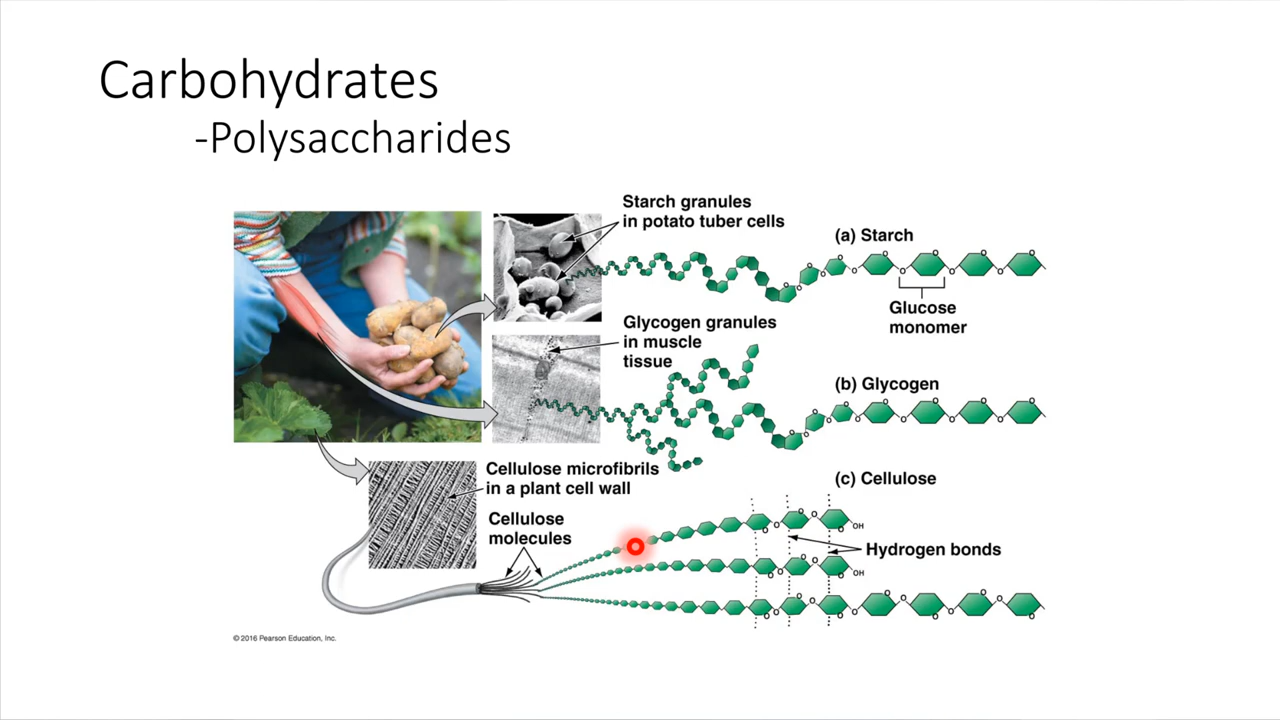 Carbohydrates
-Polysaccharides
Starch granules
in potato tuber cells
(a) Starch
Glucose
monomer
Glycogen granules
in muscle
tissue
(b) Glycogen
Cellulose microfibrils
in a plant cell wall
Cellulose
molecules
(c) Cellulose
Hydrogen bonds
O O O O O O O O O O
O O O O O O O O O O
O O O O OH
O O O O OH
O O O O O O O O O O
© 2016 Pearson Education, Inc.